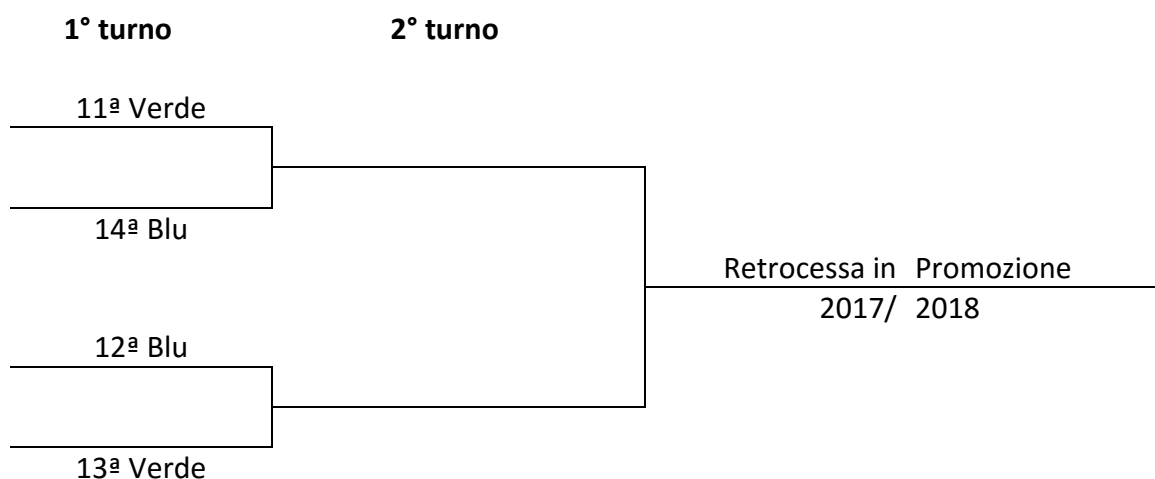 1° turno 2° turno
11ª Verde
14ª Blu
Retrocessa in Promozione
2017/ 2018
12ª Blu
13ª Verde